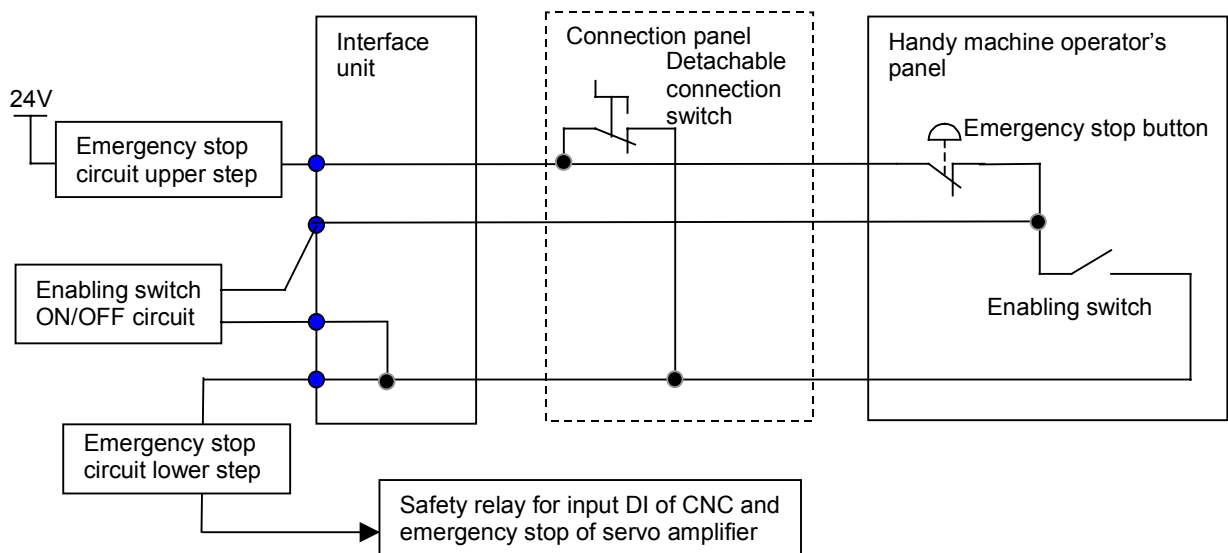 Interface
unit
Connection panel
Detachable
connection
switch
Handy machine operator’s
panel
24V
Emergency stop
circuit upper step
Emergency stop button
Enabling switch
ON/OFF circuit
Enabling switch
Emergency stop
circuit lower step
Safety relay for input DI of CNC and
emergency stop of servo amplifier